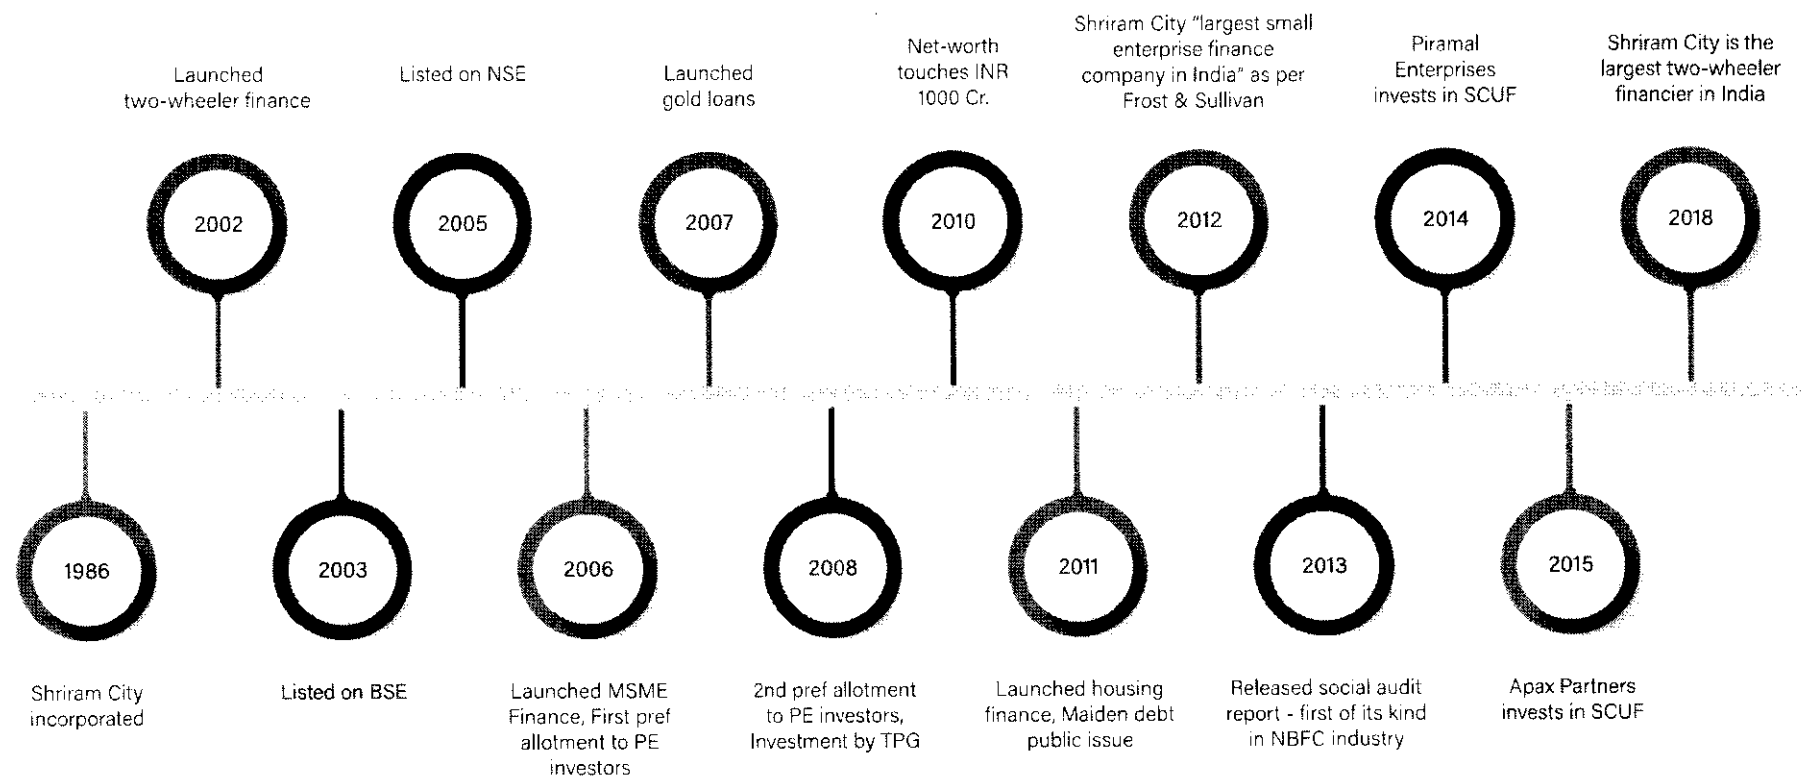 Launched
two-wheeler finance
Listed on NSE
Launched
gold loans
Net-worth
touches INR
1000 Cr.
Shriram City "largest small
enterprise finance
company in India" as per
Frost & Sullivan
Piramal
Enterprises
invests in SCUF
Shriram City is the
largest two-wheeler
financier in India
2002
2005
2007
2010
2012
2014
2018
1986
2003
2006
2008
2011
2013
2015
Shriram City
incorporated
Listed on BSE
Launched MSME
Finance, First pref
allotment to PE
investors
2nd pref allotment
to PE investors,
Investment by TPG
Launched housing
finance, Maiden debt
public issue
Released social audit
report - first of its kind
in NBFC industry
Apax Partners
invests in SCUF